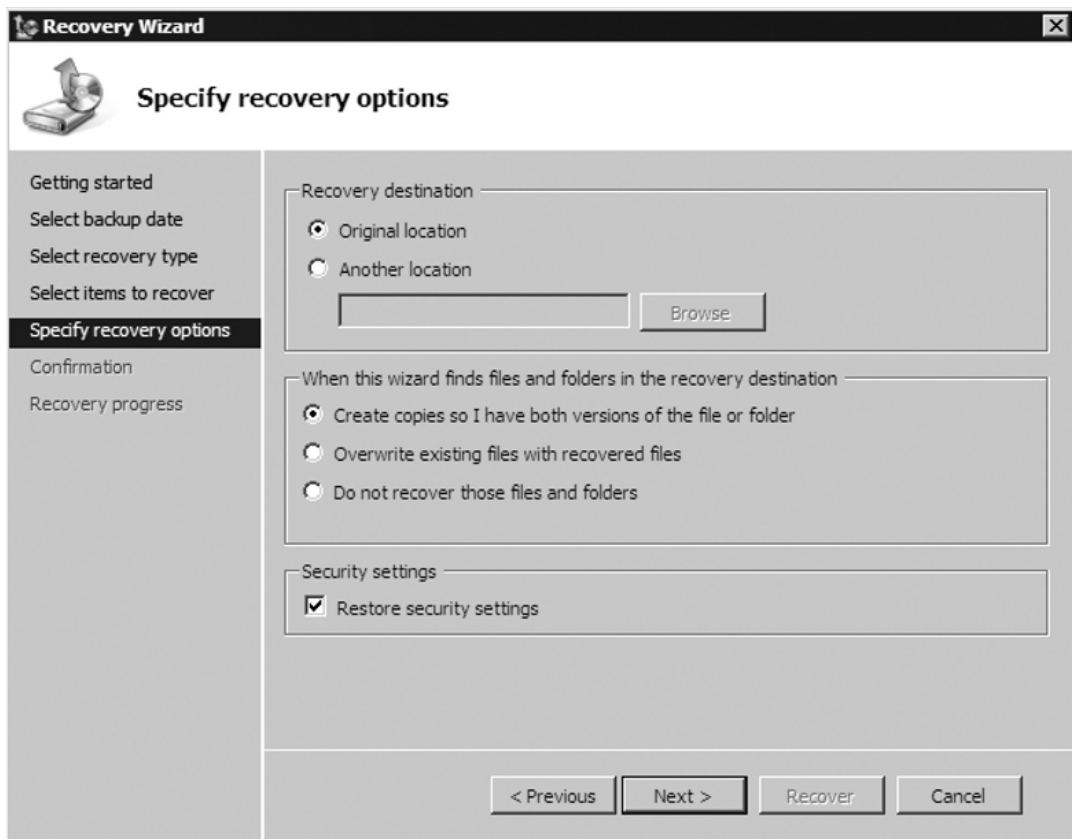 Recovery Wizard
Specify recovery options
Getting started
Select backup date
Select recovery type
Select items to recover
Specify recovery options
Confirmation
Recovery progress
Recovery destination
Original location
Another location
Browse
When this wizard finds files and folders in the recovery destination
Create copies so I have both versions of the file or folder
Overwrite existing files with recovered files
Do not recover those files and folders
Security settings
Restore security settings
< Previous
Next >
Recover
Cancel